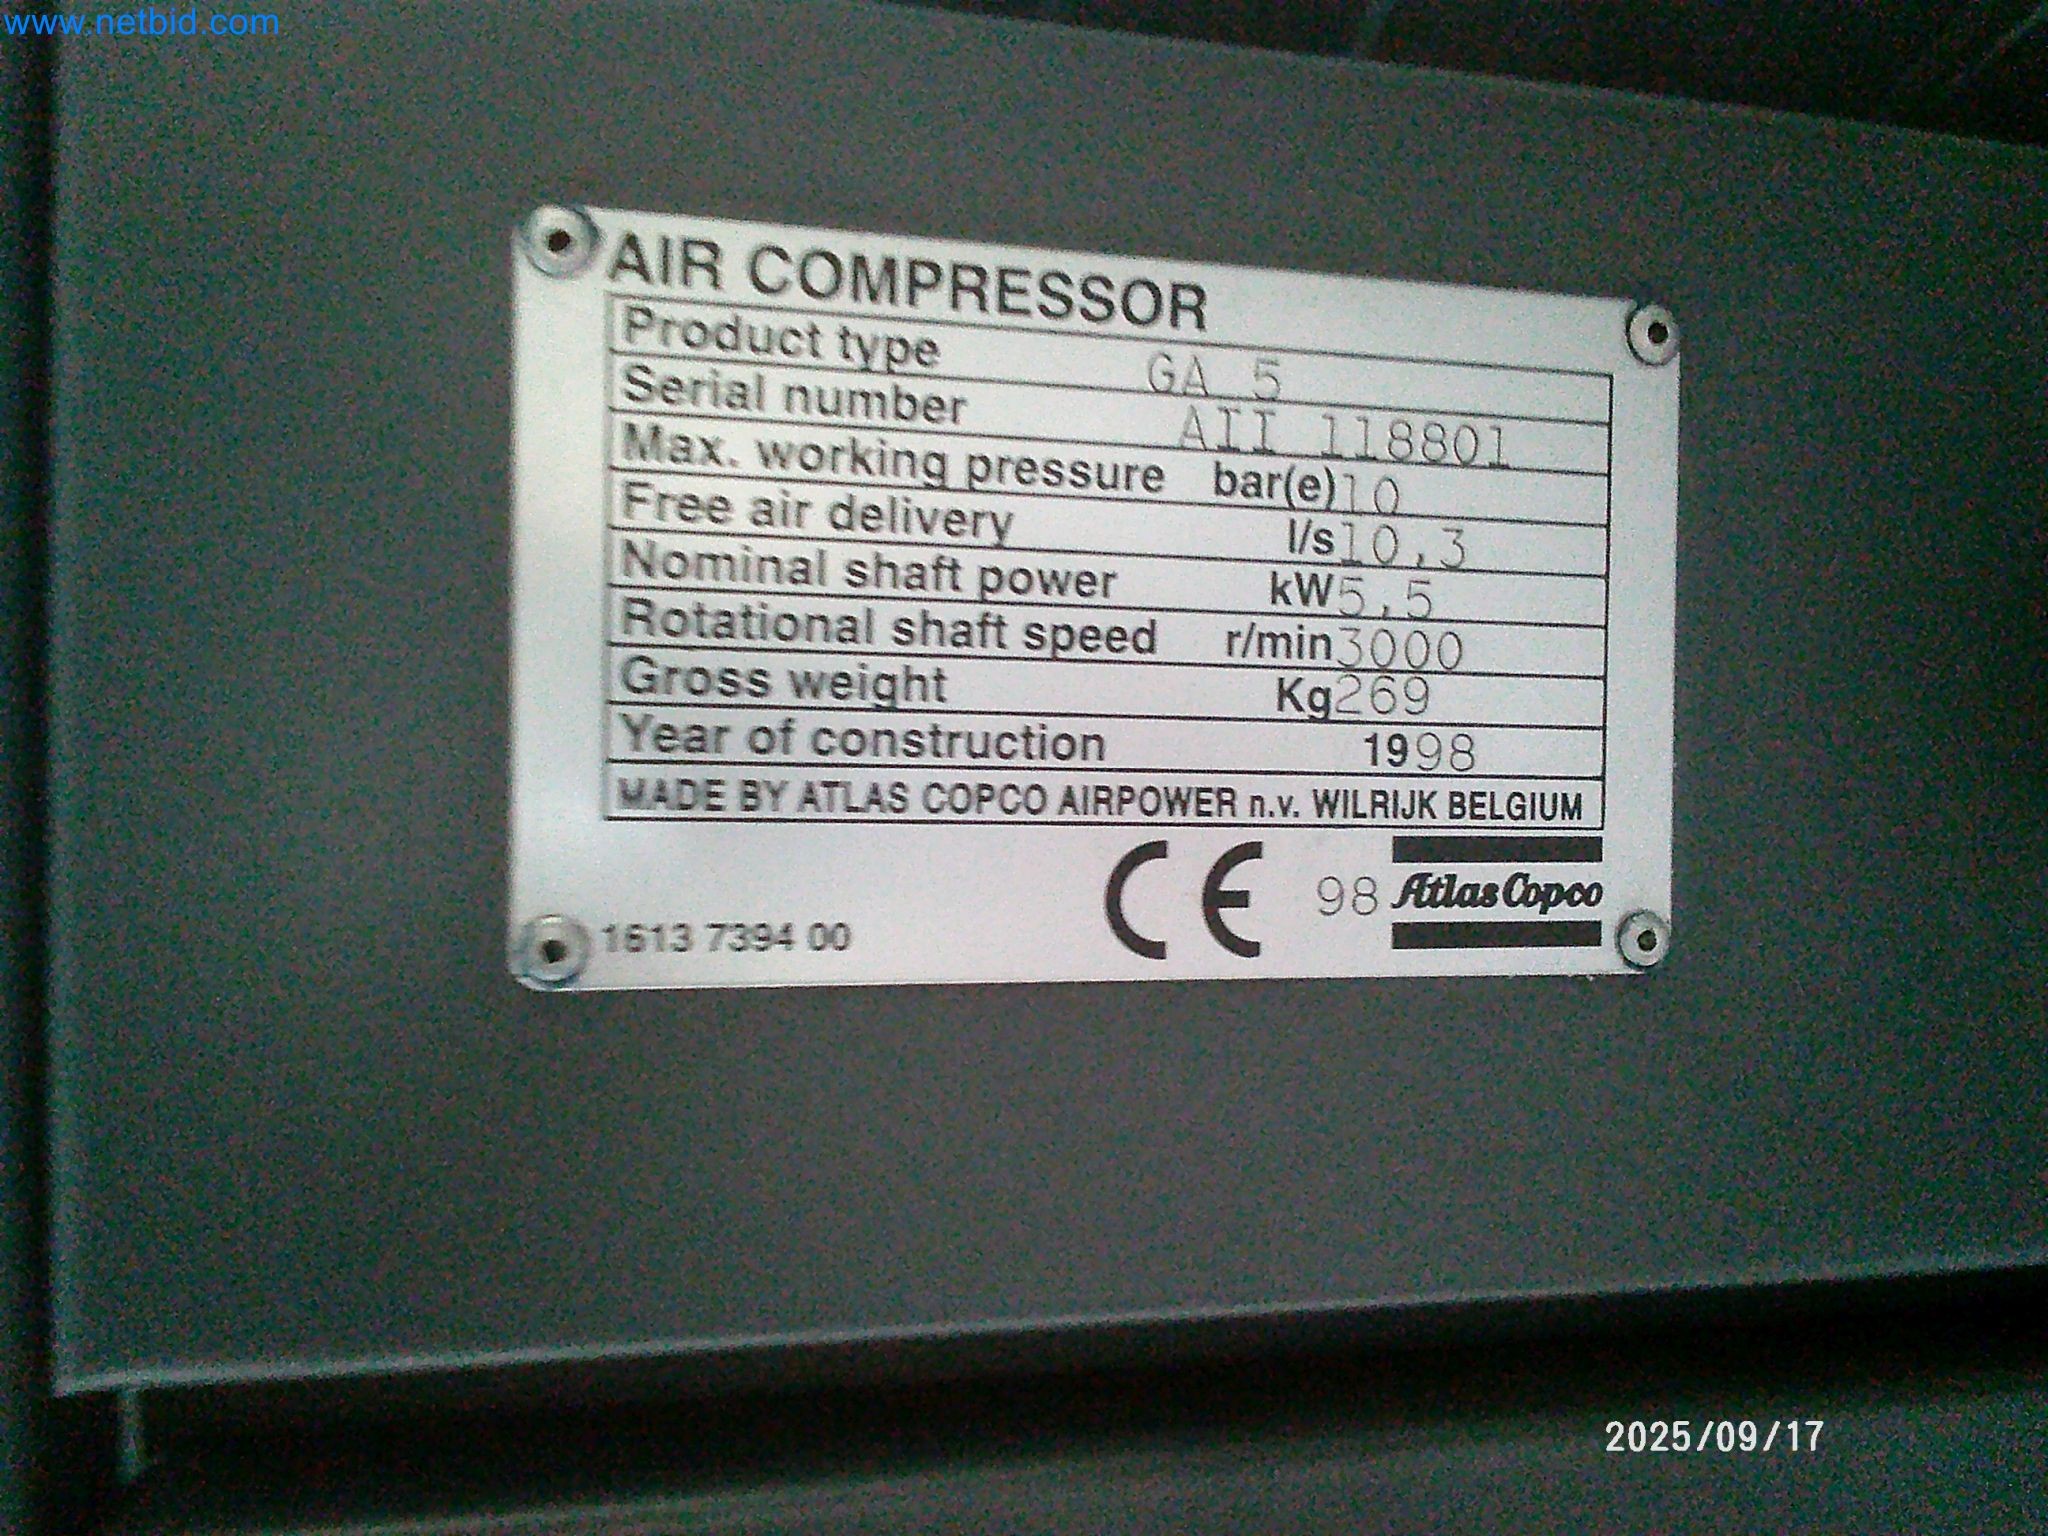 www.netbid.com
AIR COMPRESSOR
Product type GA 5
Serial number AII 118801
Max. working pressure bar(e) 10
Free air delivery l/s 10,3
Nominal shaft power kW 5,5
Rotational shaft speed r/min 3000
Gross weight Kg 269
Year of construction 1998
MADE BY ATLAS COPCO AIRPOWER n.v. WILRIJK BELGIUM
CE 98 Atlas Copco
1613 7394 00
2025/09/17